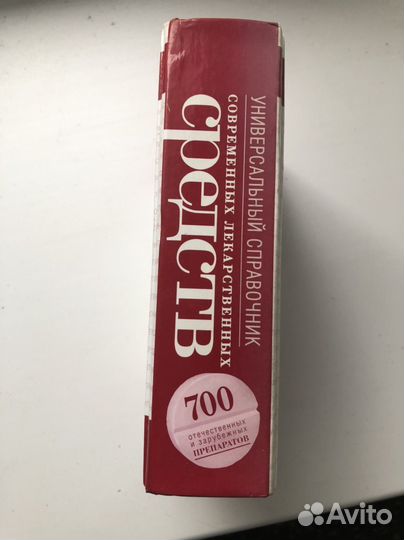 УНИВЕРСАЛЬНЫЙ СПРАВОЧНИК
СОВРЕМЕННЫХ ЛЕКАРСТВЕННЫХ
средств
700
отечественных
и зарубежных
ПРЕПАРАТОВ
Avito